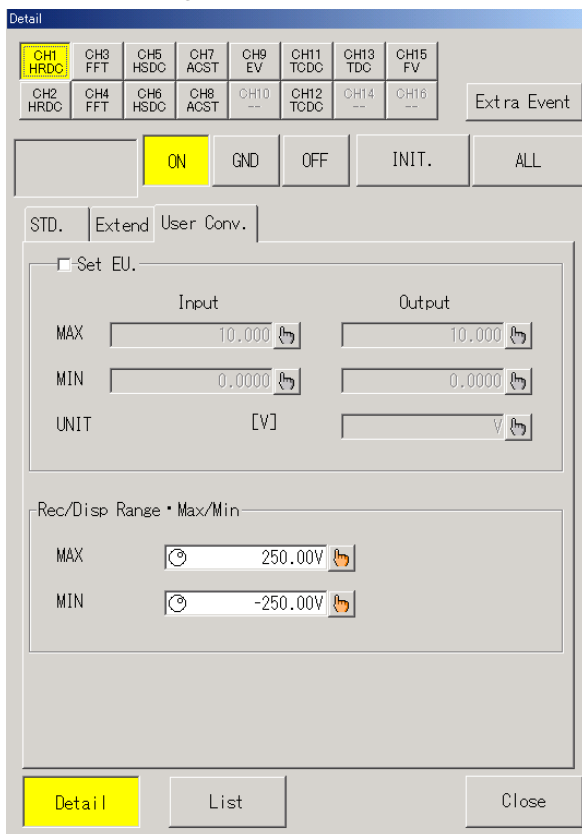 Detail
CH1 CH3 CH5 CH7 CH9 CH11 CH13 CH15
HRDC FFT HSDC ACST EV TCDC TDC FV
CH2 CH4 CH6 CH8 CH10 CH12 CH14 CH16
HRDC FFT HSDC ACST -- TCDC -- --
Extra Event
ON GND OFF INIT. ALL
STD. Extend User Conv.
Set EU.
Input Output
MAX 10.000 10.000
MIN 0.0000 0.0000
UNIT [V] V
Rec/Disp Range・Max/Min
MAX 250.00V
MIN -250.00V
Detail List Close